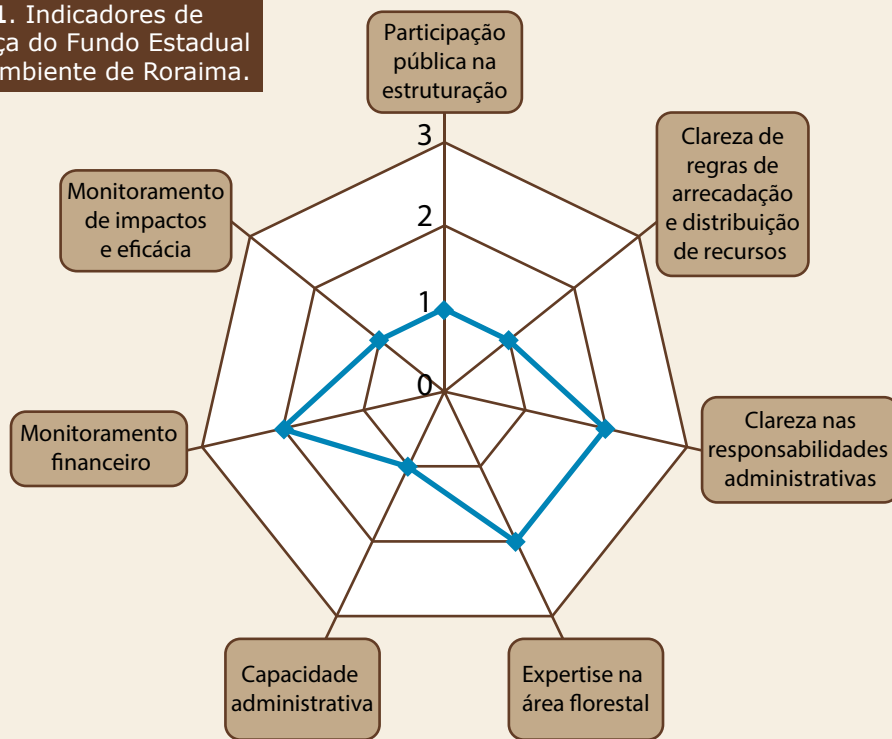 1. Indicadores de
ça do Fundo Estadual
mbiente de Roraima.
Participação
pública na
estruturação
Clareza de
regras de
arrecadação
e distribuição
de recursos
Clareza nas
responsabilidades
administrativas
Expertise na
área florestal
Capacidade
administrativa
Monitoramento
financeiro
Monitoramento
de impactos
e eficácia
3
2
1
0